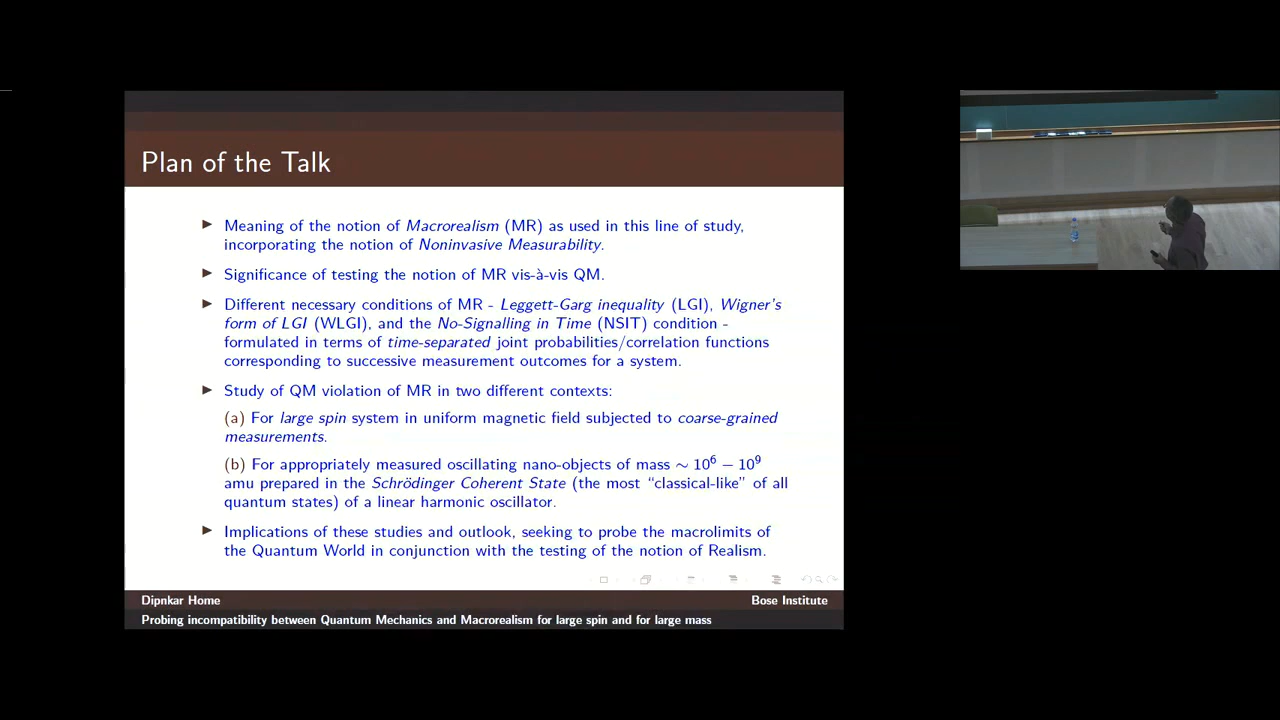 Plan of the Talk
▶ Meaning of the notion of Macrorealism (MR) as used in this line of study,
incorporating the notion of Noninvasive Measurability.
▶ Significance of testing the notion of MR vis-à-vis QM.
▶ Different necessary conditions of MR - Leggett-Garg inequality (LGI), Wigner's
form of LGI (WLGI), and the No-Signalling in Time (NSIT) condition -
formulated in terms of time-separated joint probabilities/correlation functions
corresponding to successive measurement outcomes for a system.
▶ Study of QM violation of MR in two different contexts:
(a) For large spin system in uniform magnetic field subjected to coarse-grained
measurements.
(b) For appropriately measured oscillating nano-objects of mass ∼ 10⁶ − 10⁹
amu prepared in the Schrödinger Coherent State (the most “classical-like” of all
quantum states) of a linear harmonic oscillator.
▶ Implications of these studies and outlook, seeking to probe the macrolimits of
the Quantum World in conjunction with the testing of the notion of Realism.
Dipnkar Home
Bose Institute
Probing incompatibility between Quantum Mechanics and Macrorealism for large spin and for large mass